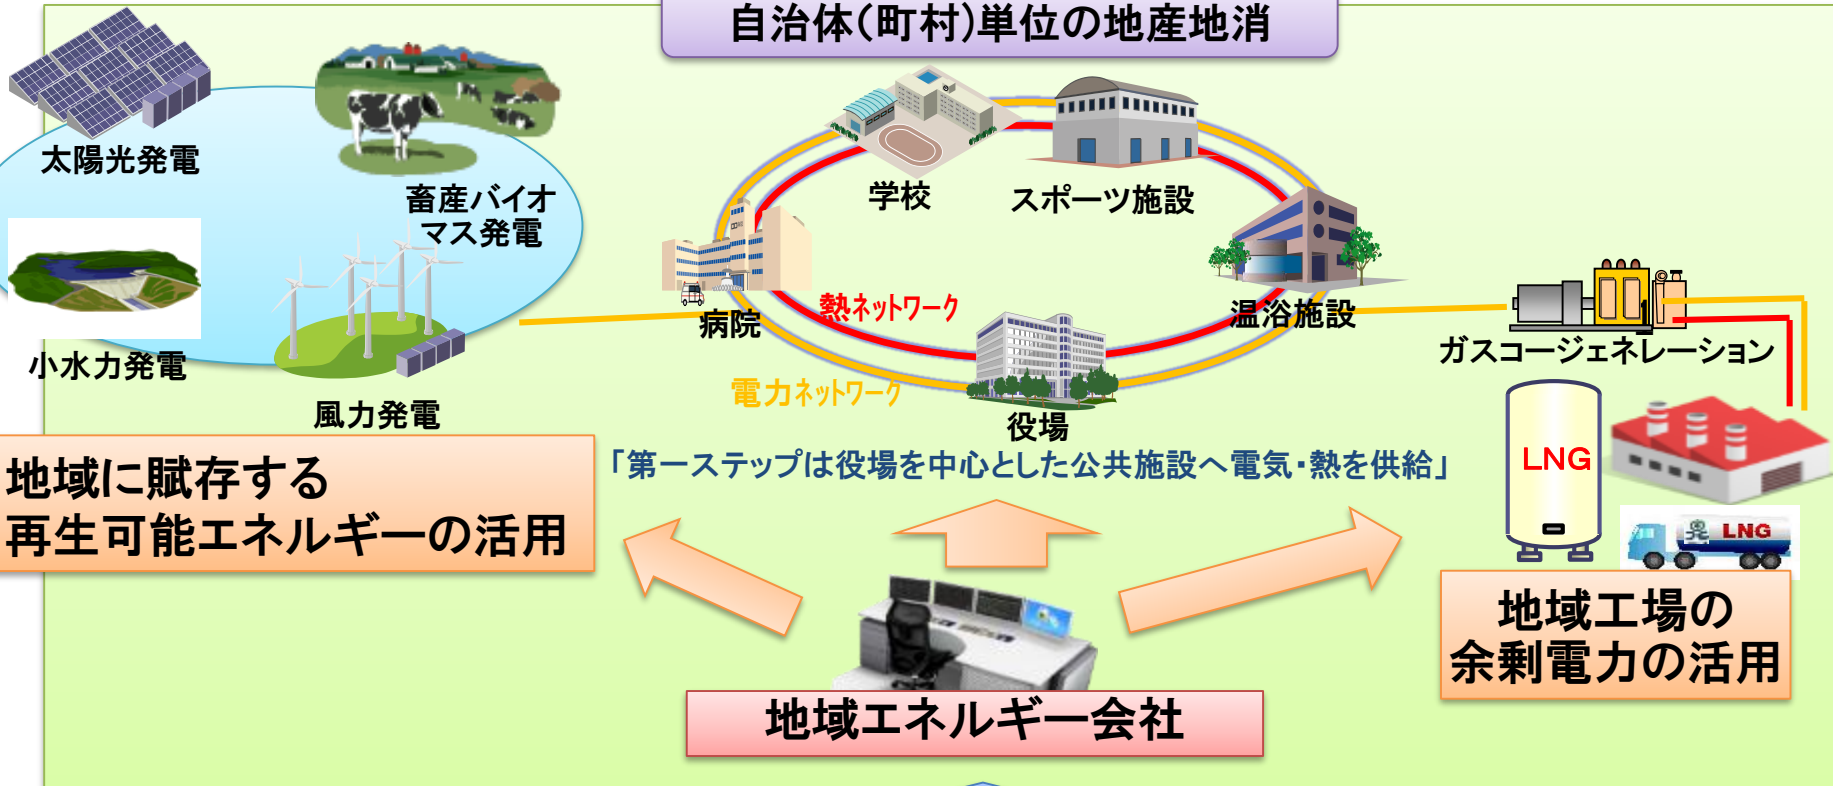 自治体（町村）単位の地産地消
太陽光発電
畜産バイオ
マス発電
小水力発電
風力発電
学校
スポーツ施設
病院
熱ネットワーク
温浴施設
電力ネットワーク
役場
ガスコージェネレーション
「第一ステップは役場を中心とした公共施設へ電気・熱を供給」
LNG
LNG
地域に賦存する
再生可能エネルギーの活用
地域工場の
余剰電力の活用
地域エネルギー会社